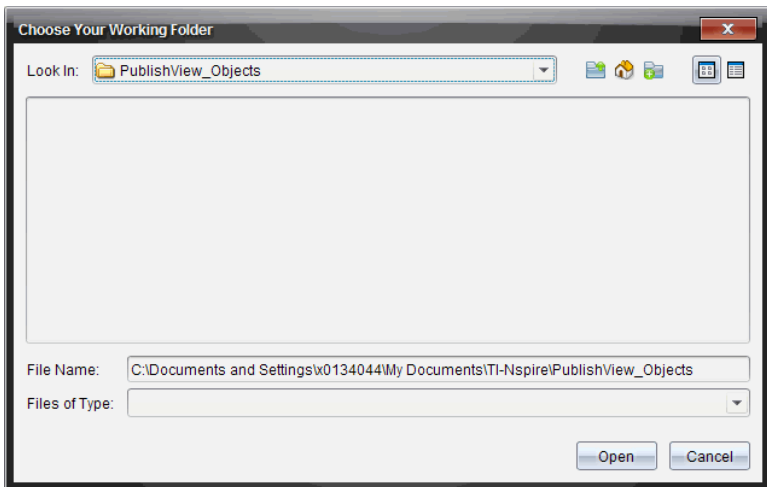 Choose Your Working Folder
Look In: PublishView_Objects
File Name: C:\Documents and Settings\x0134044\My Documents\TI-Nspire\PublishView_Objects
Files of Type:
Open Cancel